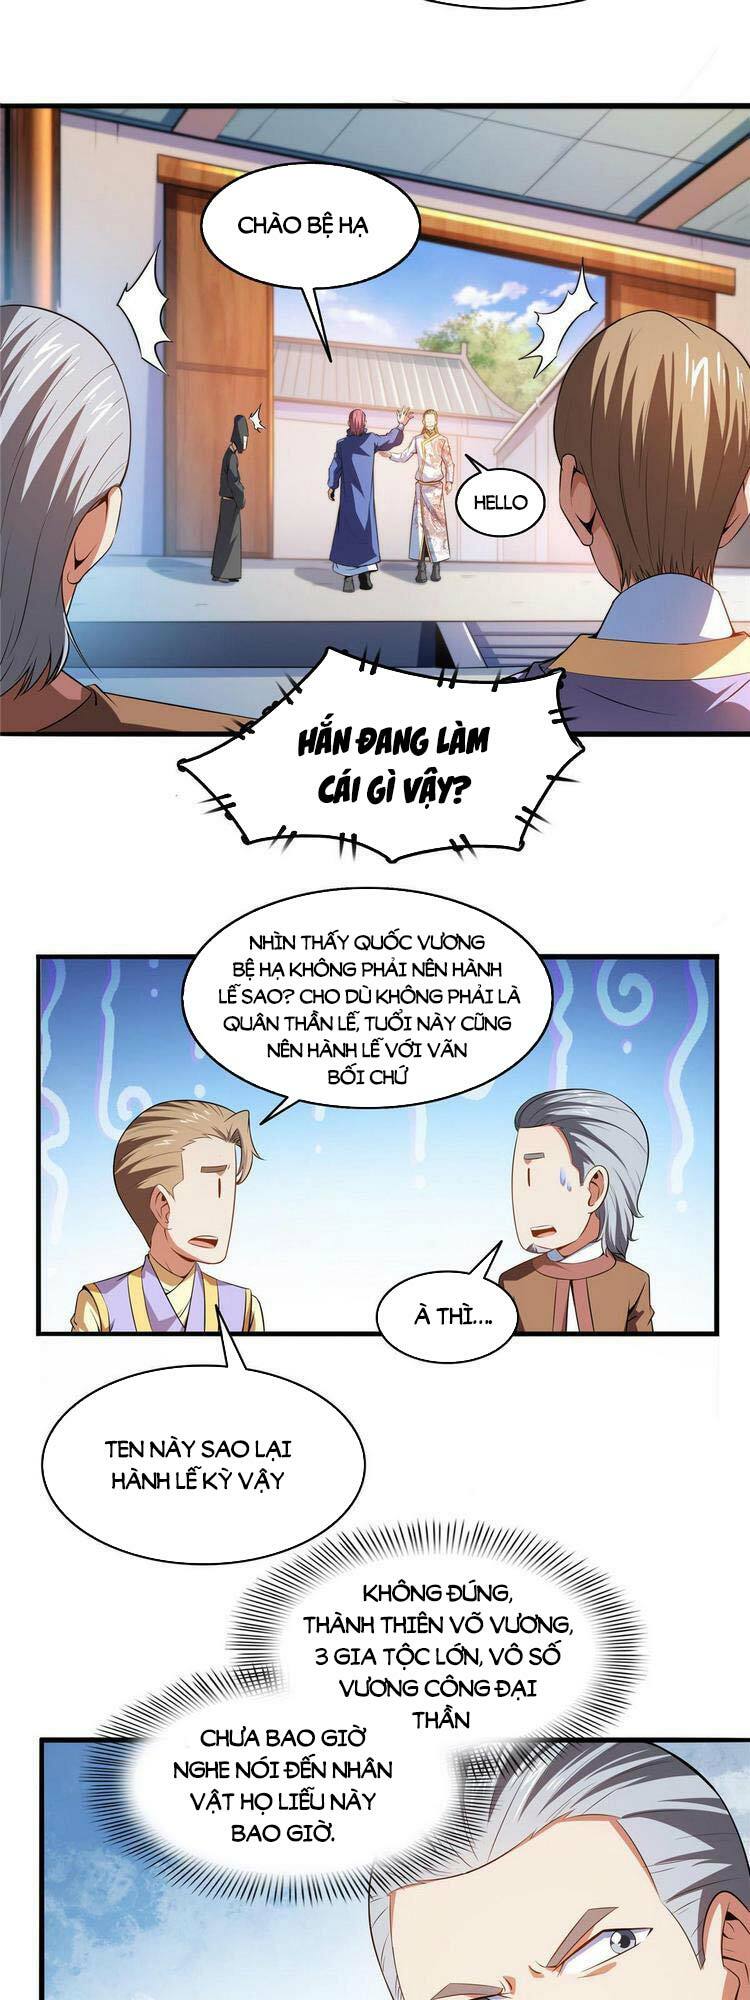 CHÀO BỆ HẠ
HELLO
HẮN ĐANG LÀM
CÁI GÌ VẬY?
NHÌN THẤY QUỐC VƯƠNG
BỆ HẠ KHÔNG PHẢI NÊN HÀNH
LẾ SAO? CHO DÙ KHÔNG PHẢI LÀ
QUÂN THẦN LẾ, TUỔI NÀY CŨNG
NÊN HÀNH LẾ VỚI VÃN
BỐI CHỨ
À THÌ....
TEN NÀY SAO LẠI
HÀNH LỄ KỲ VẬY
KHÔNG ĐÚNG,
THÀNH THIÊN VÕ VƯƠNG,
3 GIA TỘC LỚN, VÔ SỐ
VƯƠNG CÔNG ĐẠI
THẦN
CHƯA BAO GIỜ
NGHE NÓI ĐẾN NHÂN
VẬT HỌ LIỄU NÀY
BAO GIỜ.